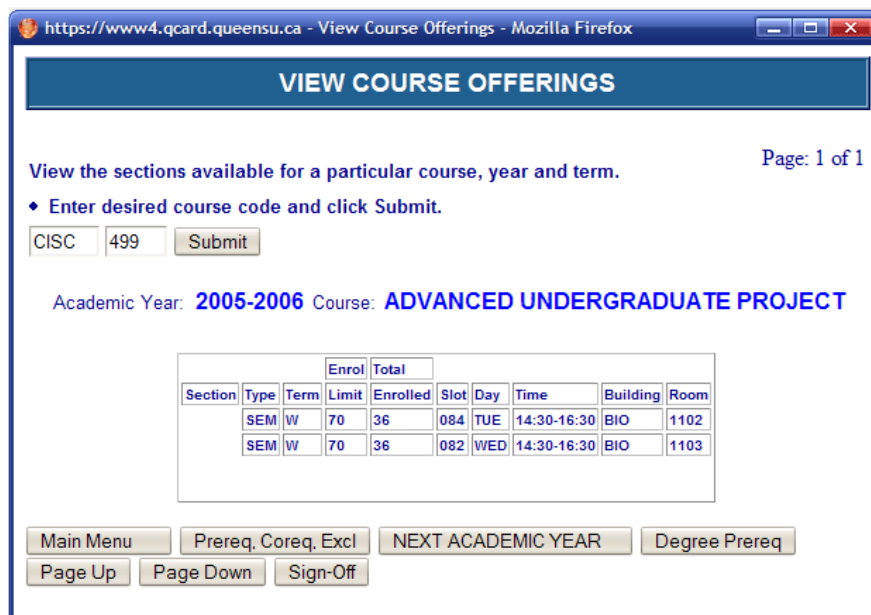 https://www4.qcard.queensu.ca - View Course Offerings - Mozilla Firefox
VIEW COURSE OFFERINGS
Page: 1 of 1
View the sections available for a particular course, year and term.
• Enter desired course code and click Submit.
CISC 499 Submit
Academic Year: 2005-2006 Course: ADVANCED UNDERGRADUATE PROJECT
Enrol Total
Section Type Term Limit Enrolled Slot Day Time Building Room
SEM W 70 36 084 TUE 14:30-16:30 BIO 1102
SEM W 70 36 082 WED 14:30-16:30 BIO 1103
Main Menu Prereq, Coreq, Excl NEXT ACADEMIC YEAR Degree Prereq
Page Up Page Down Sign-Off